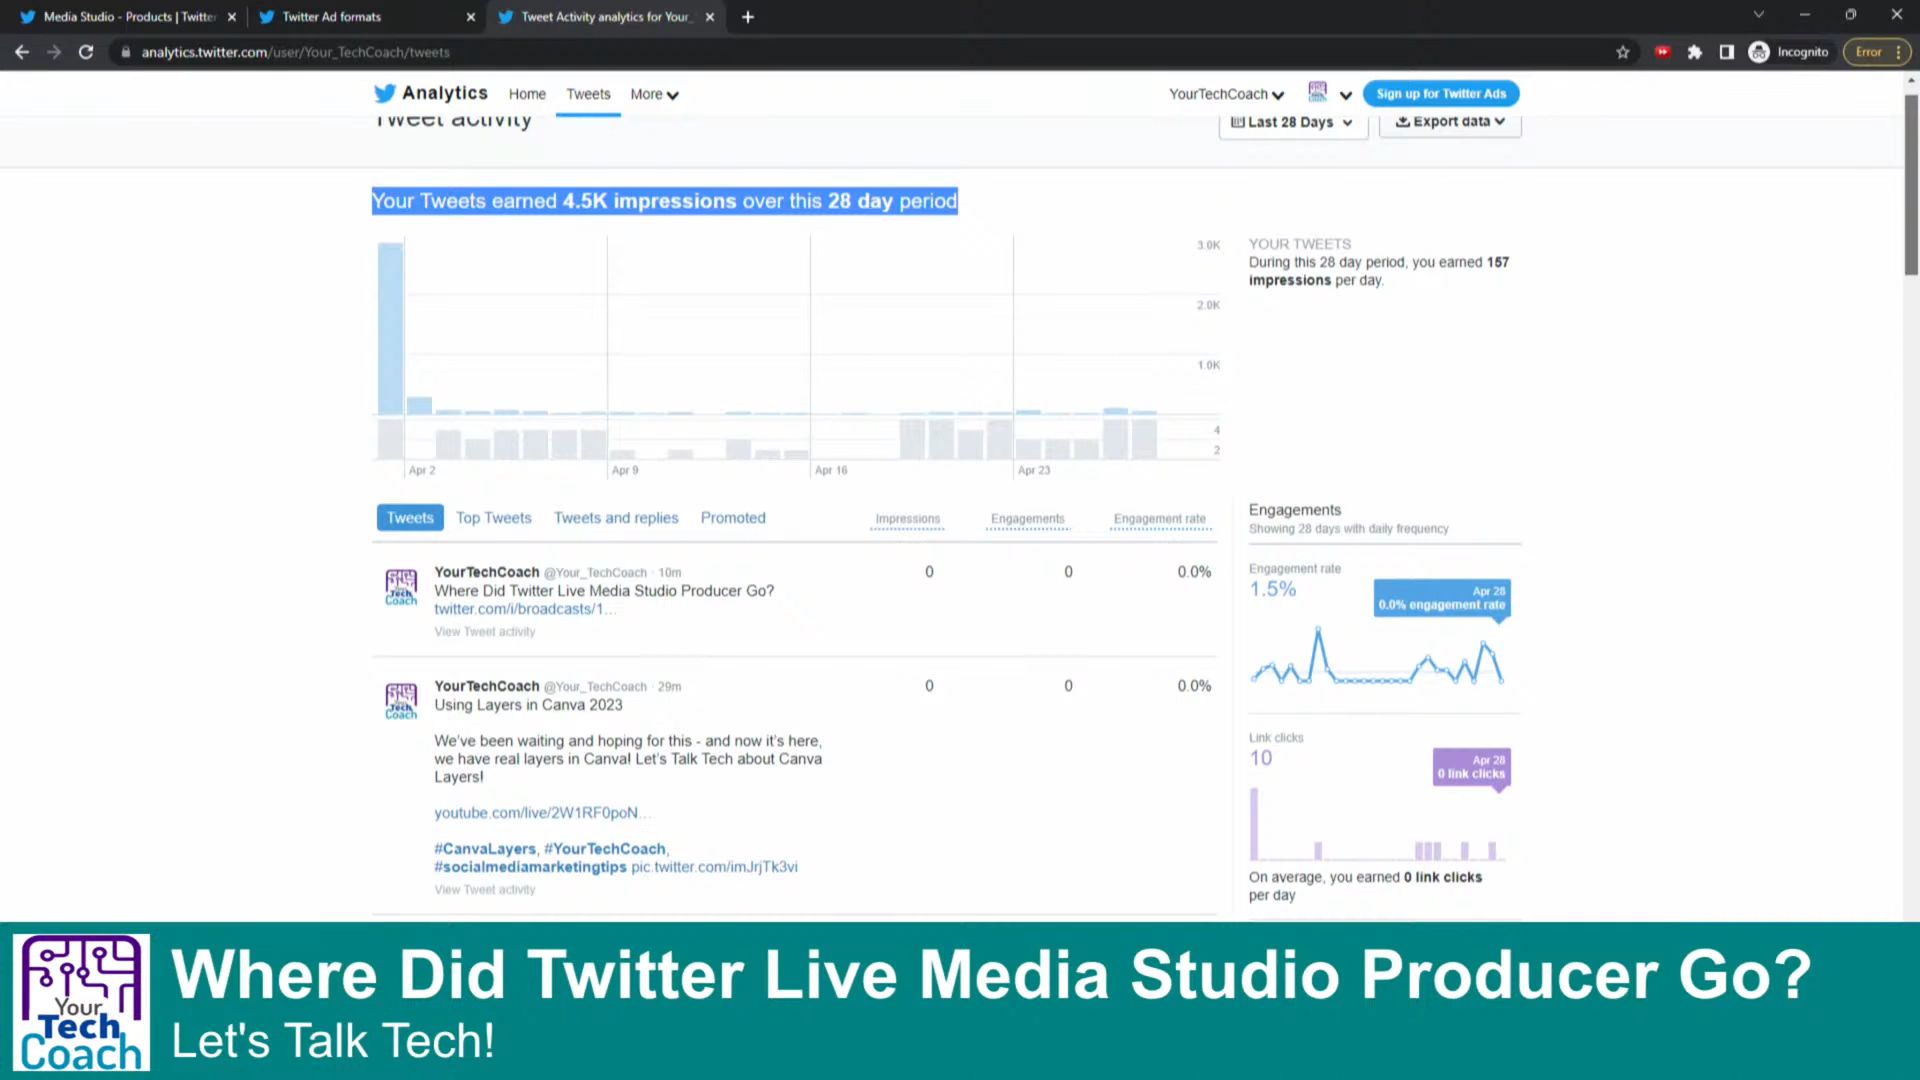 Media Studio - Products | Twitter
Twitter Ad formats
Tweet Activity analytics for Your_
analytics.twitter.com/user/Your_TechCoach/tweets
Incognito
Error
Analytics
Home
Tweets
More
YourTechCoach
Sign up for Twitter Ads
Tweet activity
Last 28 Days
Export data
Your Tweets earned 4.5K impressions over this 28 day period
3.0K
2.0K
1.0K
4
2
Apr 2
Apr 9
Apr 16
Apr 23
YOUR TWEETS
During this 28 day period, you earned 157
impressions per day.
Tweets
Top Tweets
Tweets and replies
Promoted
Impressions
Engagements
Engagement rate
YourTechCoach @Your_TechCoach · 10m
Where Did Twitter Live Media Studio Producer Go?
twitter.com/i/broadcasts/1…
View Tweet activity
0
0
0.0%
YourTechCoach @Your_TechCoach · 29m
Using Layers in Canva 2023
We've been waiting and hoping for this - and now it's here,
we have real layers in Canva! Let's Talk Tech about Canva
Layers!
youtube.com/live/2W1RF0poN…
#CanvaLayers, #YourTechCoach,
#socialmediamarketingtips pic.twitter.com/imJrjTk3vi
View Tweet activity
0
0
0.0%
Engagements
Showing 28 days with daily frequency
Engagement rate
1.5%
Apr 28
0.0% engagement rate
Link clicks
10
Apr 28
0 link clicks
On average, you earned 0 link clicks
per day
Your
Tech
Coach
Where Did Twitter Live Media Studio Producer Go?
Let's Talk Tech!